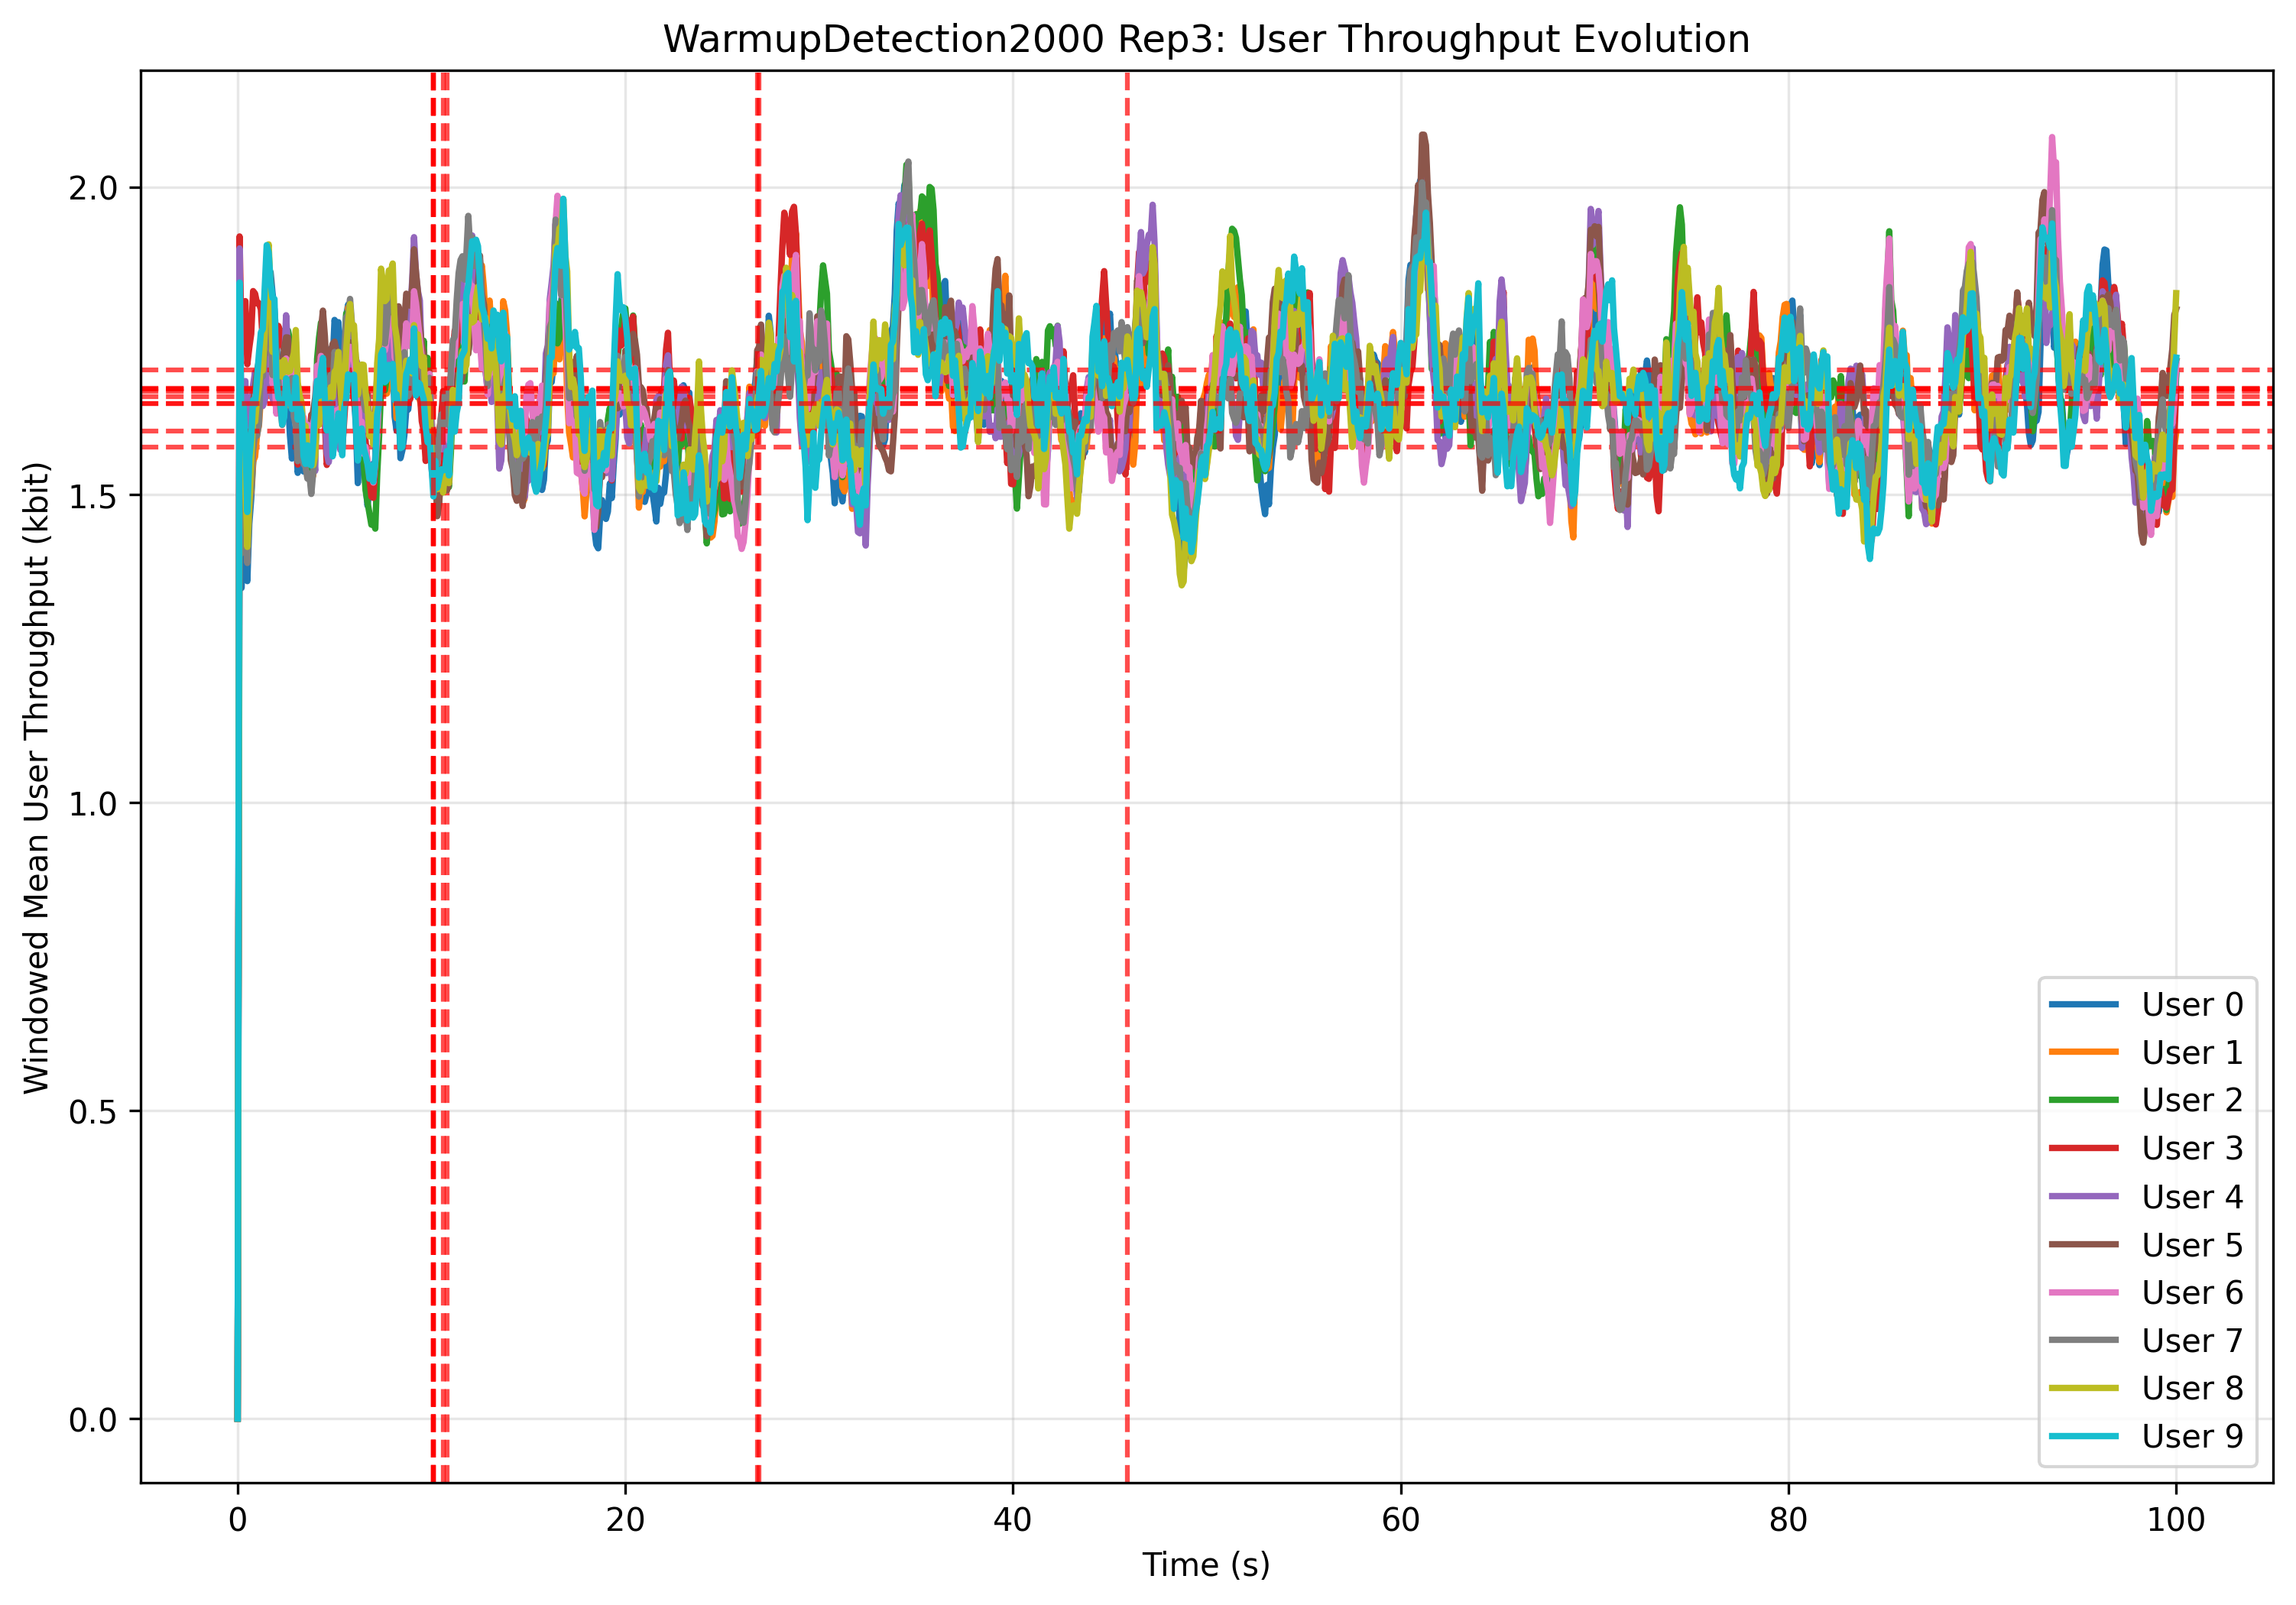 WarmupDetection2000 Rep3: User Throughput Evolution
Windowed Mean User Throughput (kbit)
2.0
1.5
1.0
0.5
0.0
0 20 40 60 80 100
Time (s)
User 0
User 1
User 2
User 3
User 4
User 5
User 6
User 7
User 8
User 9